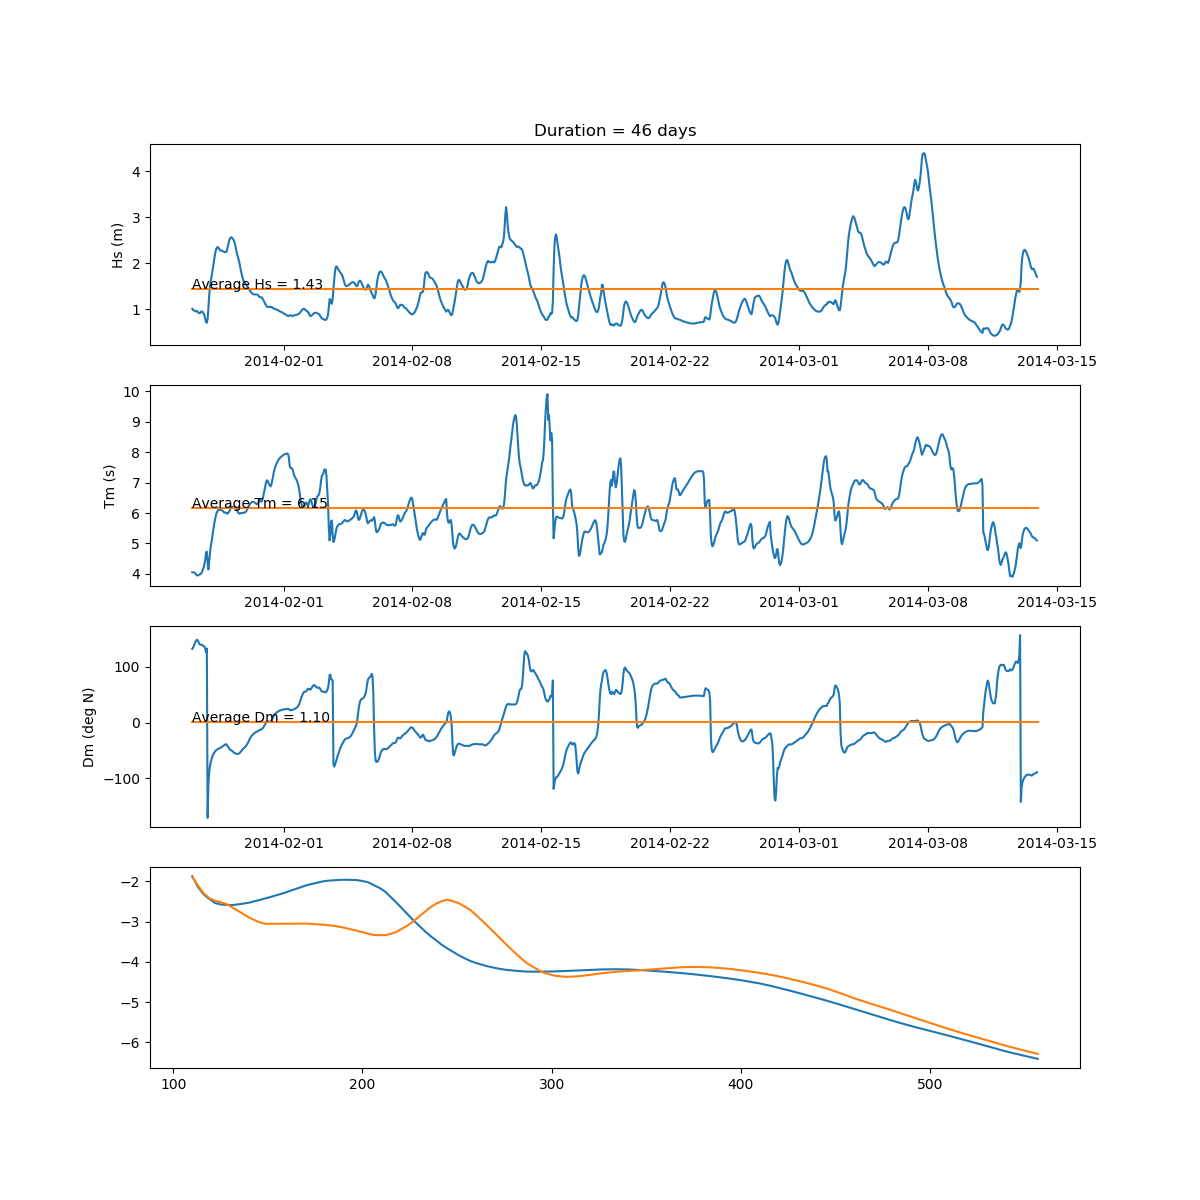 Duration = 46 days
4
3
2
1
Hs (m)
Average Hs = 1.43
2014-02-01 2014-02-08 2014-02-15 2014-02-22 2014-03-01 2014-03-08 2014-03-15
10
9
8
7
6
5
4
Tm (s)
Average Tm = 6.15
2014-02-01 2014-02-08 2014-02-15 2014-02-22 2014-03-01 2014-03-08 2014-03-15
100
0
−100
Dm (deg N)
Average Dm = 1.10
2014-02-01 2014-02-08 2014-02-15 2014-02-22 2014-03-01 2014-03-08 2014-03-15
−2
−3
−4
−5
−6
100 200 300 400 500